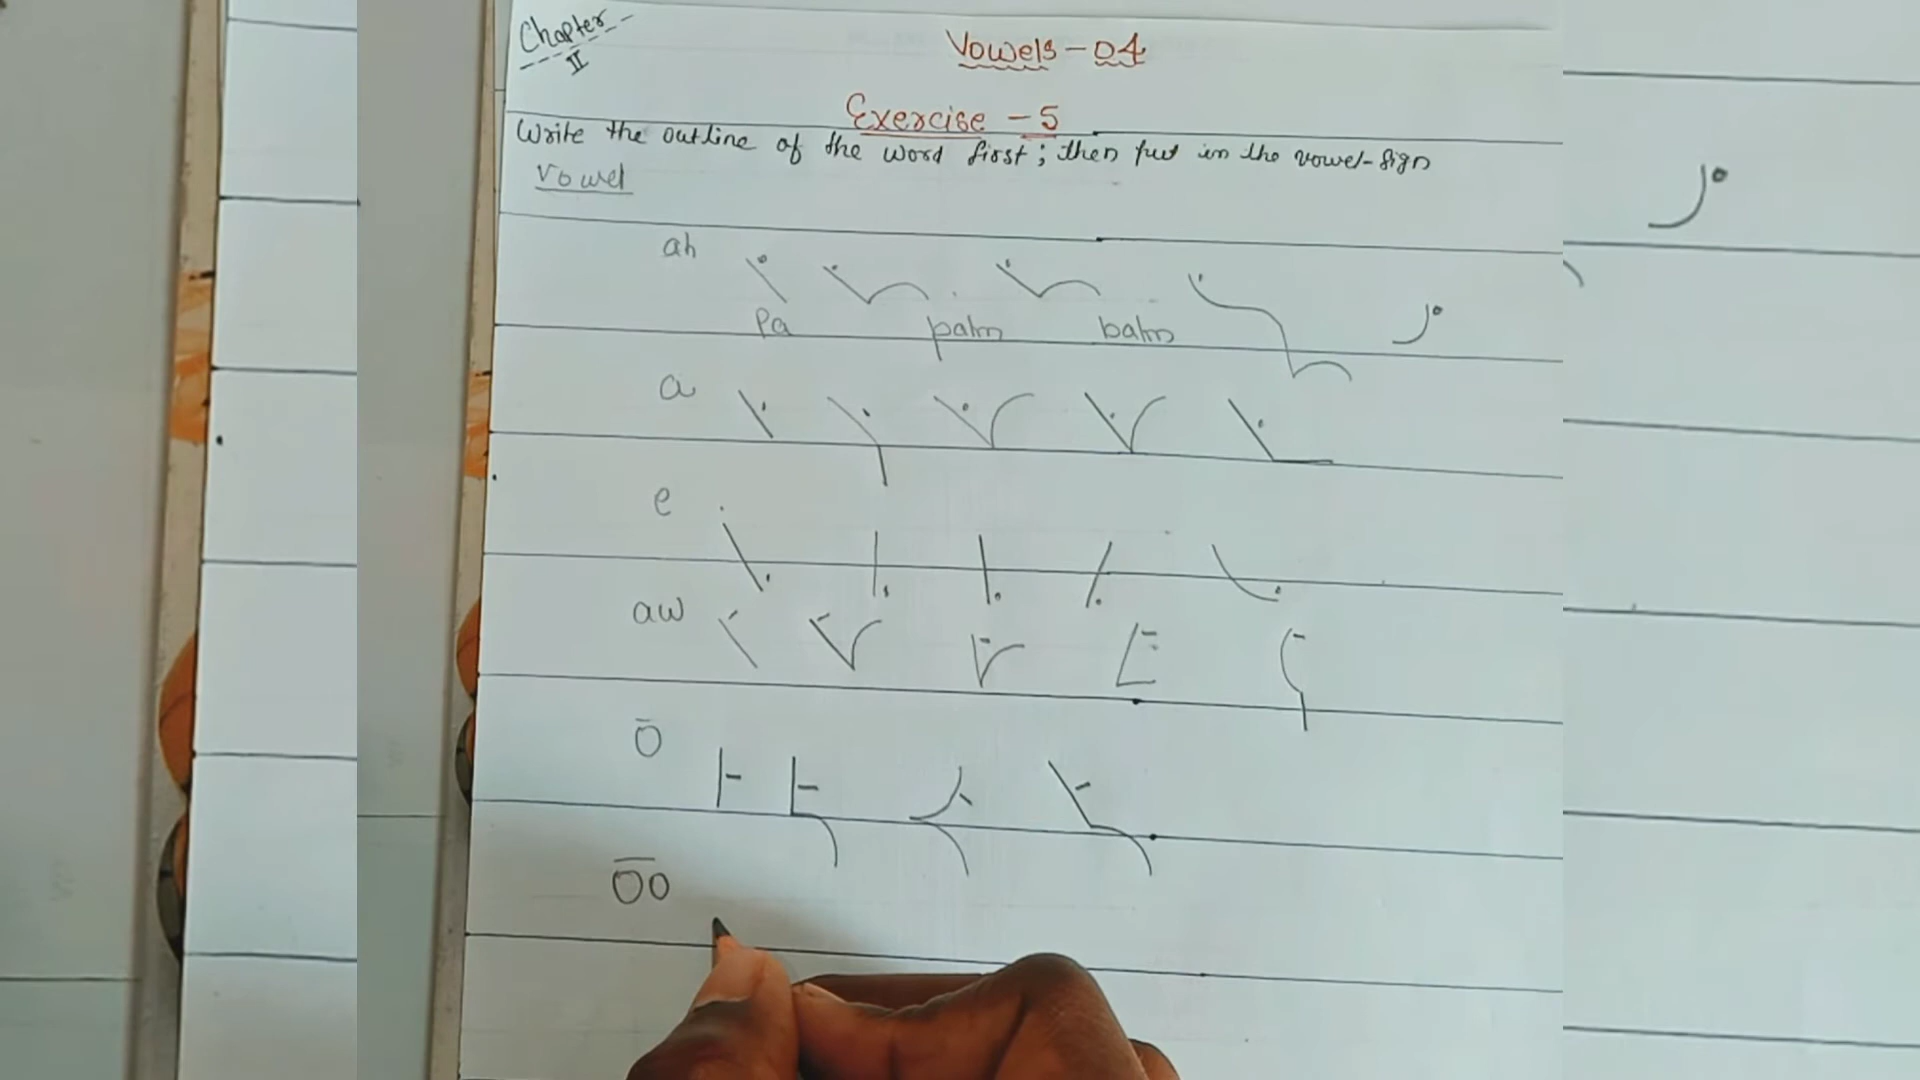 Chapter
II
Vowels - 04
Exercise - 5
Write the outline of the word first; then put in the vowel-sign
Vowel
ah
Pa palm balm
a
e
aw
ō
o̅o